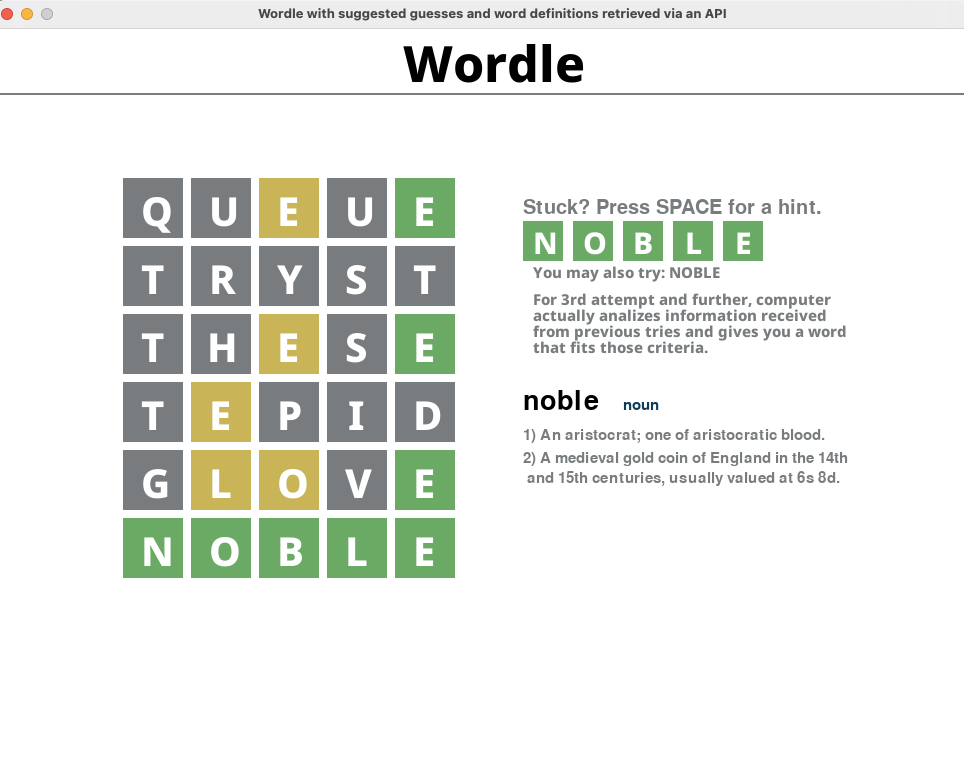 Wordle with suggested guesses and word definitions retrieved via an API
Wordle
Q U E U E
T R Y S T
T H E S E
T E P I D
G L O V E
N O B L E
Stuck? Press SPACE for a hint.
N O B L E
You may also try: NOBLE
For 3rd attempt and further, computer
actually analizes information received
from previous tries and gives you a word
that fits those criteria.
noble noun
1) An aristocrat; one of aristocratic blood.
2) A medieval gold coin of England in the 14th
and 15th centuries, usually valued at 6s 8d.